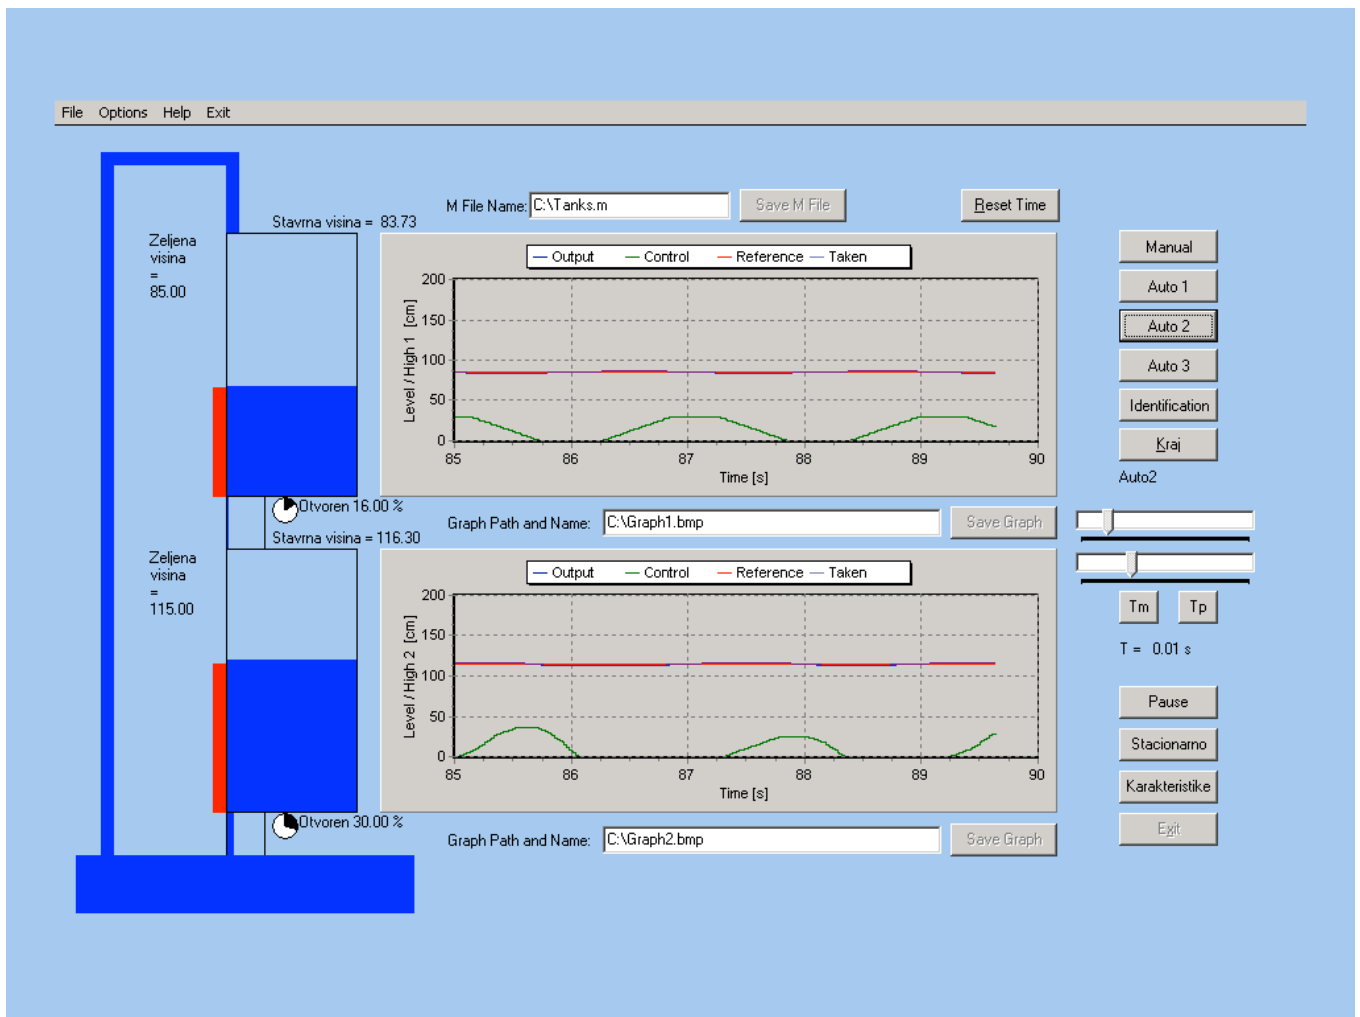 File Options Help Exit
M File Name: C:\Tanks.m Save M File Reset Time
Stavrna visina = 83.73
Zeljena
visina
=
85.00
Output Control Reference Taken
Level / High 1 [cm]
200
150
100
50
0
85 86 87 88 89 90
Time [s]
Manual
Auto 1
Auto 2
Auto 3
Identification
Kraj
Auto2
Otvoren 16.00 %
Graph Path and Name: C:\Graph1.bmp Save Graph
Stavrna visina = 116.30
Zeljena
visina
=
115.00
Output Control Reference Taken
Level / High 2 [cm]
200
150
100
50
0
85 86 87 88 89 90
Time [s]
Tm Tp
T = 0.01 s
Pause
Stacionarno
Karakteristike
Exit
Otvoren 30.00 %
Graph Path and Name: C:\Graph2.bmp Save Graph